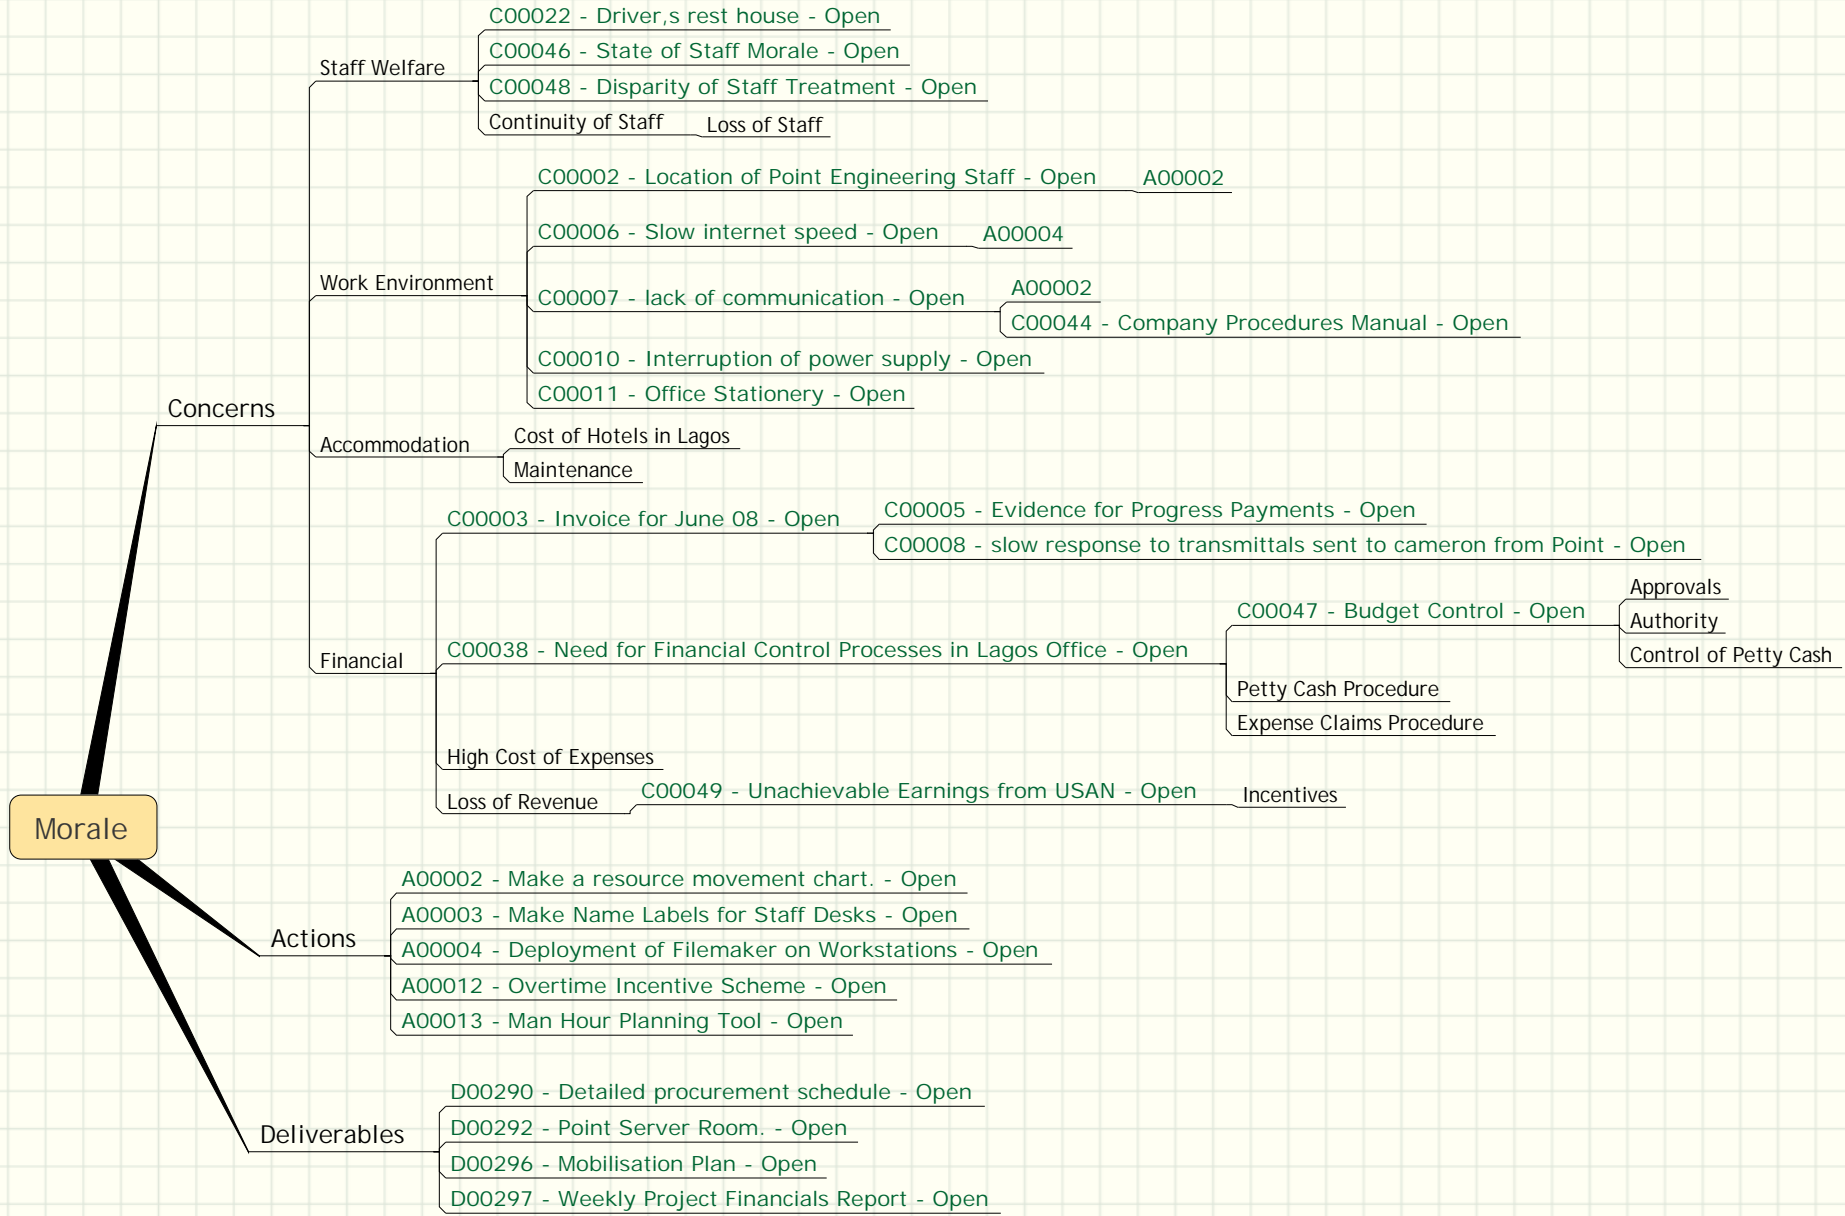 C00022 - Driver,s rest house - Open
C00046 - State of Staff Morale - Open
Staff Welfare
C00048 - Disparity of Staff Treatment - Open
Continuity of Staff
Loss of Staff
C00002 - Location of Point Engineering Staff - Open
A00002
C00006 - Slow internet speed - Open
A00004
Work Environment
C00007 - lack of communication - Open
A00002
C00044 - Company Procedures Manual - Open
C00010 - Interruption of power supply - Open
C00011 - Office Stationery - Open
Concerns
Accommodation
Cost of Hotels in Lagos
Maintenance
C00003 - Invoice for June 08 - Open
C00005 - Evidence for Progress Payments - Open
C00008 - slow response to transmittals sent to cameron from Point - Open
Financial
C00038 - Need for Financial Control Processes in Lagos Office - Open
C00047 - Budget Control - Open
Approvals
Authority
Control of Petty Cash
Petty Cash Procedure
Expense Claims Procedure
High Cost of Expenses
Loss of Revenue
C00049 - Unachievable Earnings from USAN - Open
Incentives
Morale
Actions
A00002 - Make a resource movement chart. - Open
A00003 - Make Name Labels for Staff Desks - Open
A00004 - Deployment of Filemaker on Workstations - Open
A00012 - Overtime Incentive Scheme - Open
A00013 - Man Hour Planning Tool - Open
Deliverables
D00290 - Detailed procurement schedule - Open
D00292 - Point Server Room. - Open
D00296 - Mobilisation Plan - Open
D00297 - Weekly Project Financials Report - Open